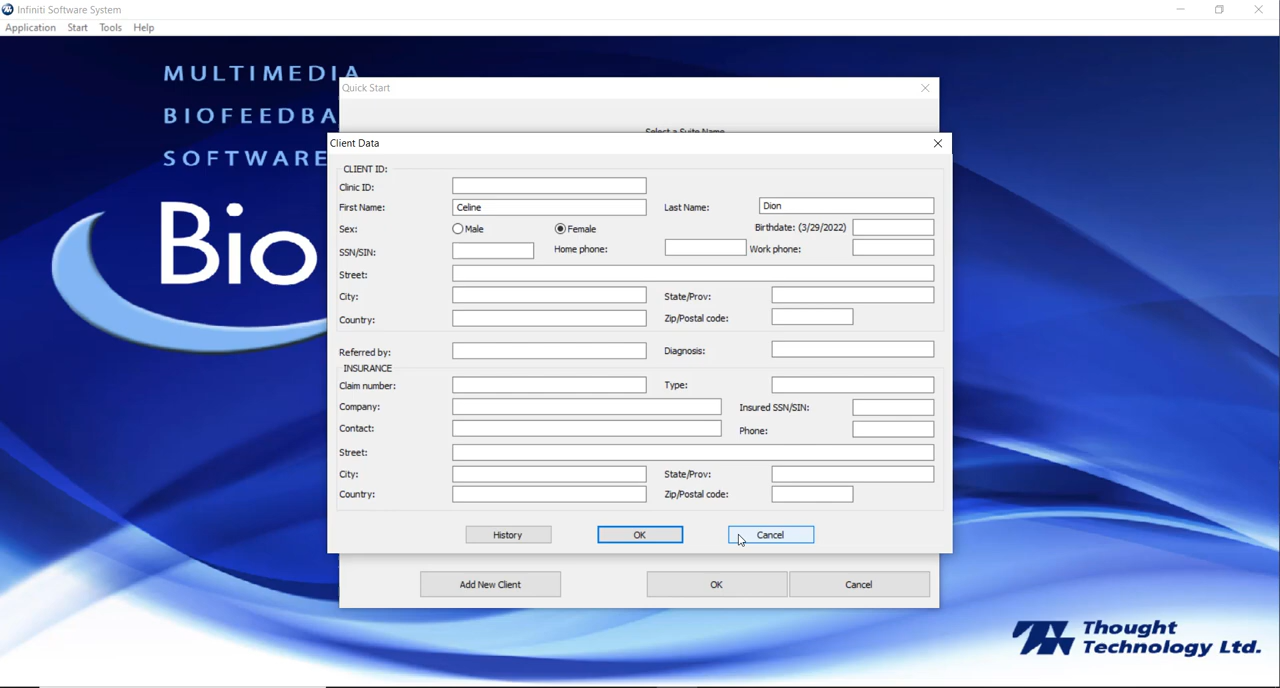 Infiniti Software System
Application Start Tools Help
MULTIMEDIA
BIOFEEDBA
SOFTWARE
Bio
Quick Start
Select a Suite Name
Client Data
CLIENT ID:
Clinic ID:
First Name: Celine Last Name: Dion
Sex: Male Female Birthdate: (3/29/2022)
SSN/SIN: Home phone: Work phone:
Street:
City: State/Prov:
Country: Zip/Postal code:
Referred by: Diagnosis:
INSURANCE
Claim number: Type:
Company: Insured SSN/SIN:
Contact: Phone:
Street:
City: State/Prov:
Country: Zip/Postal code:
History OK Cancel
Add New Client OK Cancel
Thought
Technology Ltd.